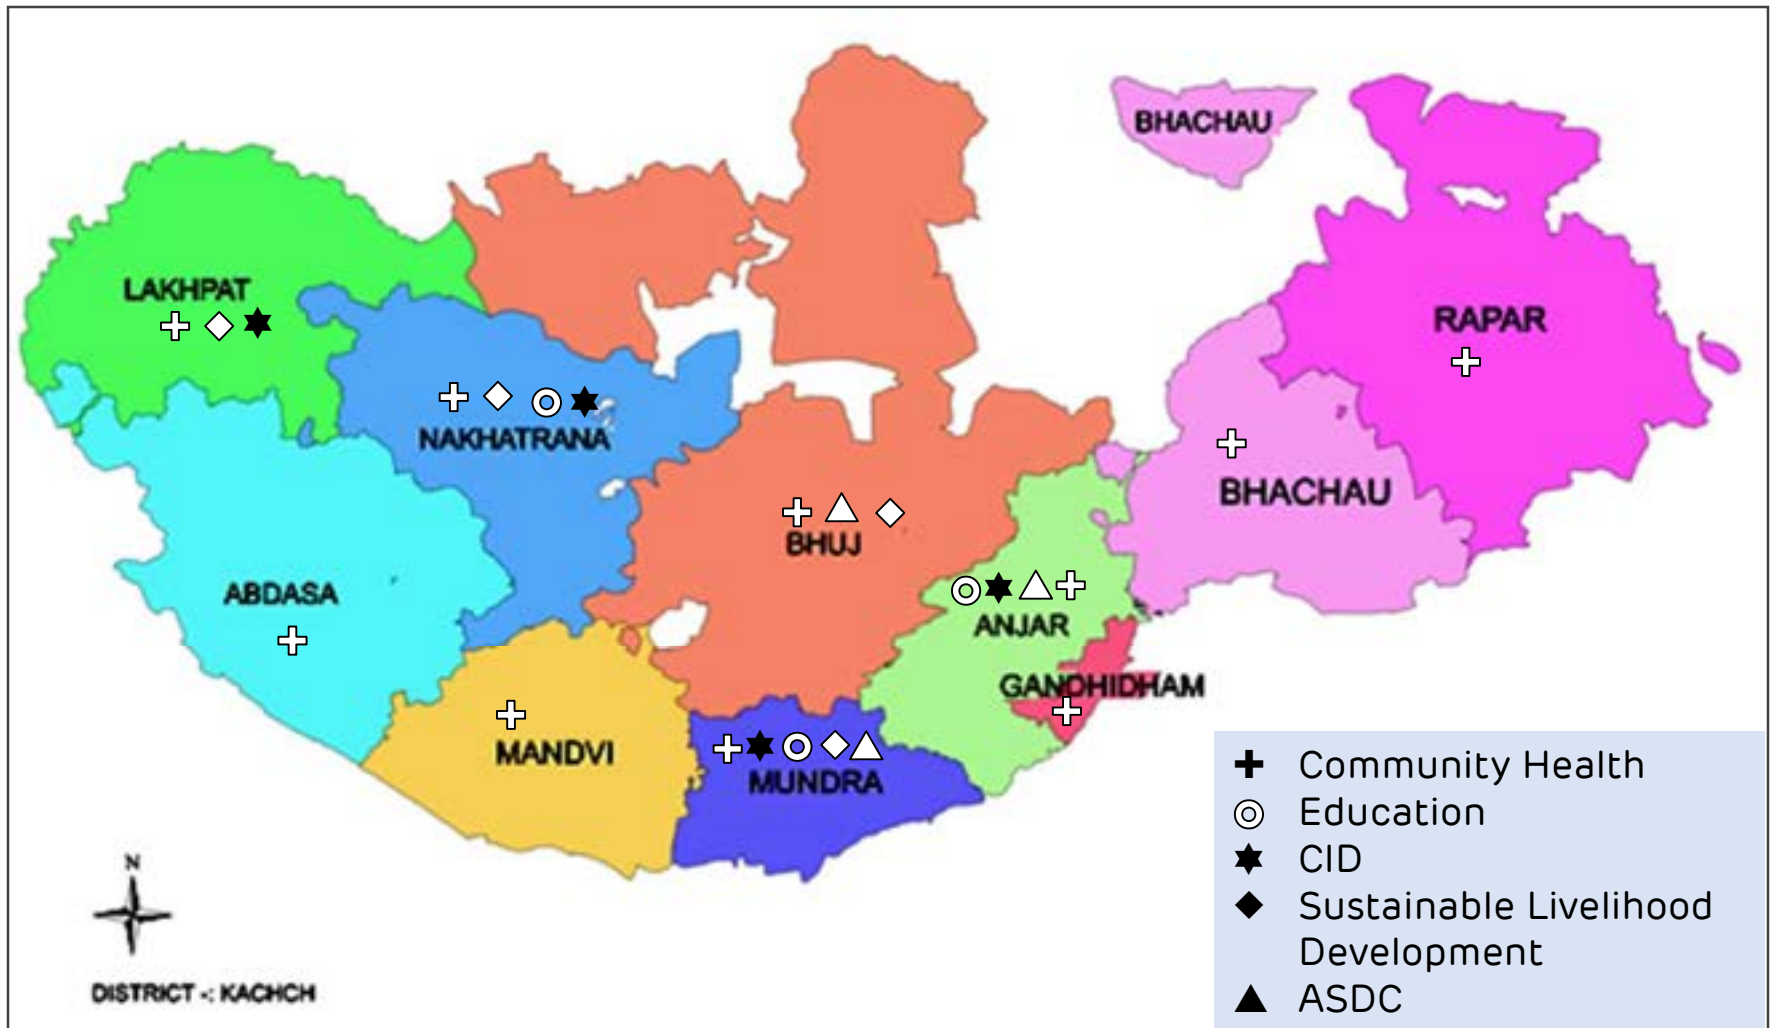 BHACHAU
LAKHPAT
RAPAR
NAKHATRANA
BHACHAU
BHUJ
ABDASA
ANJAR
GANDHIDHAM
MANDVI
MUNDRA
Community Health
Education
CID
Sustainable Livelihood
Development
ASDC
N
DISTRICT -: KACHCH